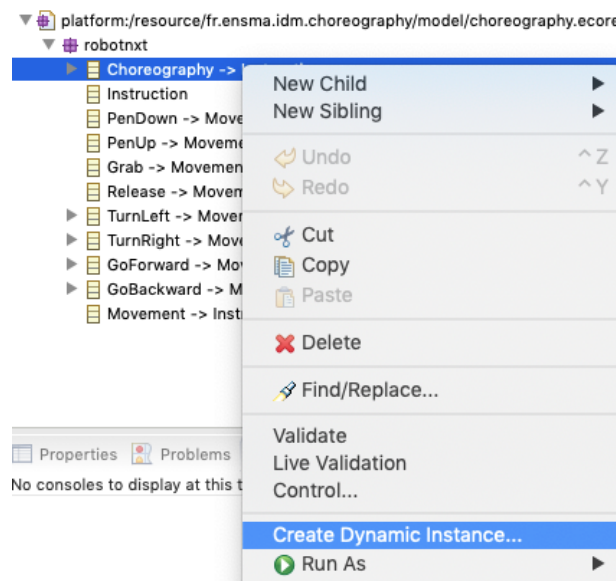 platform:/resource/fr.ensma.idm.choreography/model/choreography.ecore
robotnxt
Choreography ->
Instruction
PenDown -> Move
PenUp -> Moveme
Grab -> Movemen
Release -> Movem
TurnLeft -> Mover
TurnRight -> Move
GoForward -> Mov
GoBackward -> M
Movement -> Inst
New Child
New Sibling
Undo ^ Z
Redo ^ Y
Cut
Copy
Paste
Delete
Find/Replace...
Validate
Live Validation
Control...
Create Dynamic Instance...
Run As
Properties Problems
No consoles to display at this t